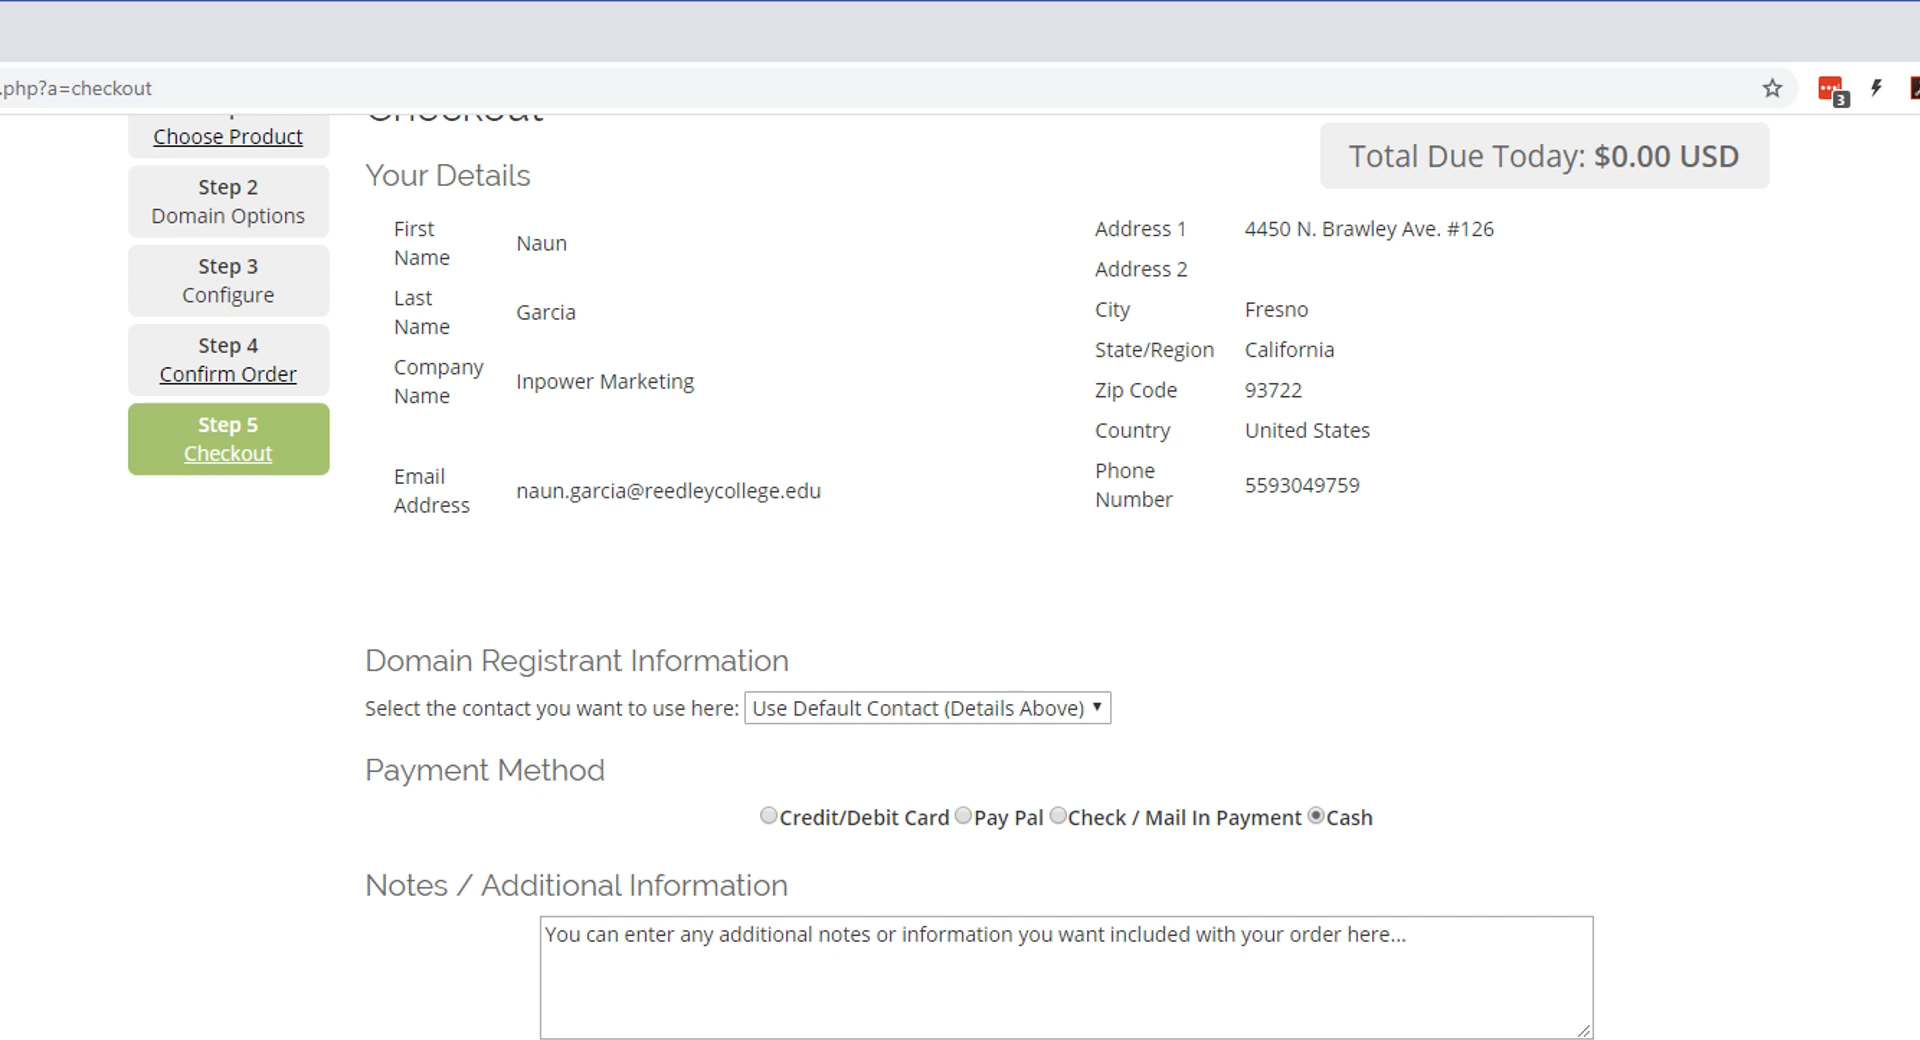 .php?a=checkout
3
Choose Product
Step 2
Domain Options
Step 3
Configure
Step 4
Confirm Order
Step 5
Checkout
Checkout
Total Due Today: $0.00 USD
Your Details
First
Name
Naun
Last
Name
Garcia
Company
Name
Inpower Marketing
Email
Address
naun.garcia@reedleycollege.edu
Address 1 4450 N. Brawley Ave. #126
Address 2
City Fresno
State/Region California
Zip Code 93722
Country United States
Phone
Number
5593049759
Domain Registrant Information
Select the contact you want to use here: Use Default Contact (Details Above)
Payment Method
Credit/Debit Card Pay Pal Check / Mail In Payment Cash
Notes / Additional Information
You can enter any additional notes or information you want included with your order here...